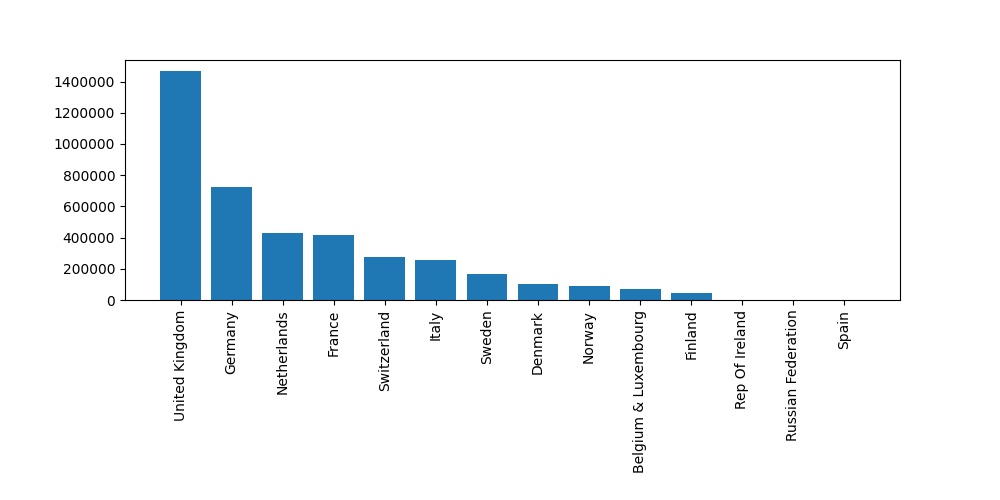 1400000
1200000
1000000
800000
600000
400000
200000
0
United Kingdom
Germany
Netherlands
France
Switzerland
Italy
Sweden
Denmark
Norway
Belgium & Luxembourg
Finland
Rep Of Ireland
Russian Federation
Spain